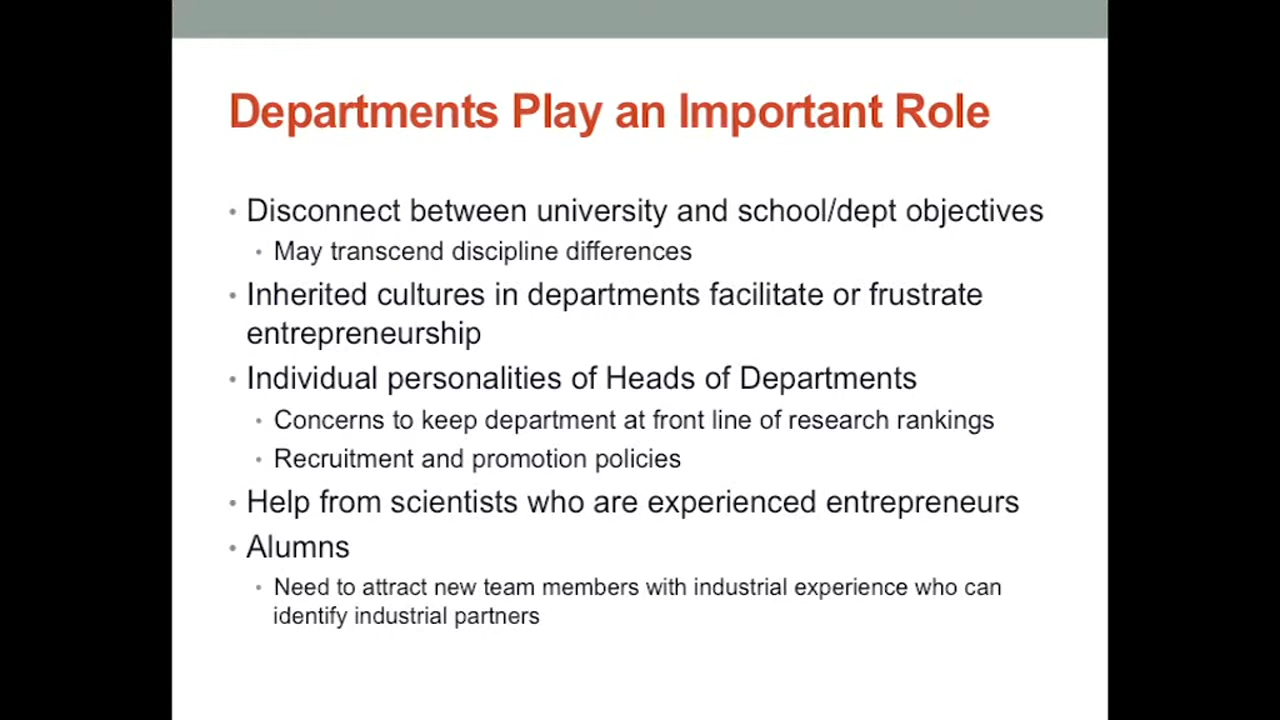 Departments Play an Important Role
• Disconnect between university and school/dept objectives
• May transcend discipline differences
• Inherited cultures in departments facilitate or frustrate
entrepreneurship
• Individual personalities of Heads of Departments
• Concerns to keep department at front line of research rankings
• Recruitment and promotion policies
• Help from scientists who are experienced entrepreneurs
• Alumns
• Need to attract new team members with industrial experience who can
identify industrial partners